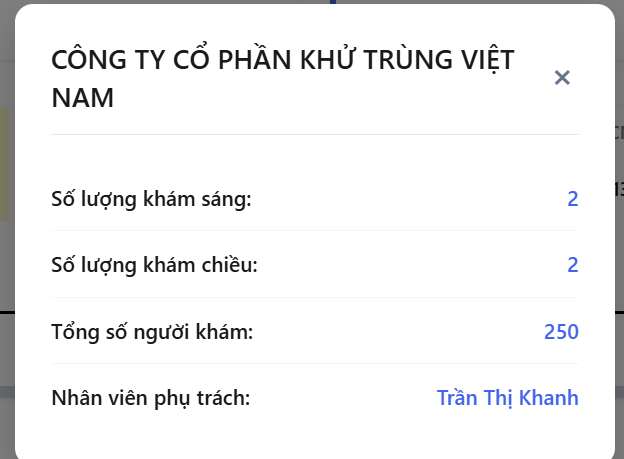 CÔNG TY CỔ PHẦN KHỬ TRÙNG VIỆT
NAM
×
Số lượng khám sáng: 2
Số lượng khám chiều: 2
Tổng số người khám: 250
Nhân viên phụ trách: Trần Thị Khanh